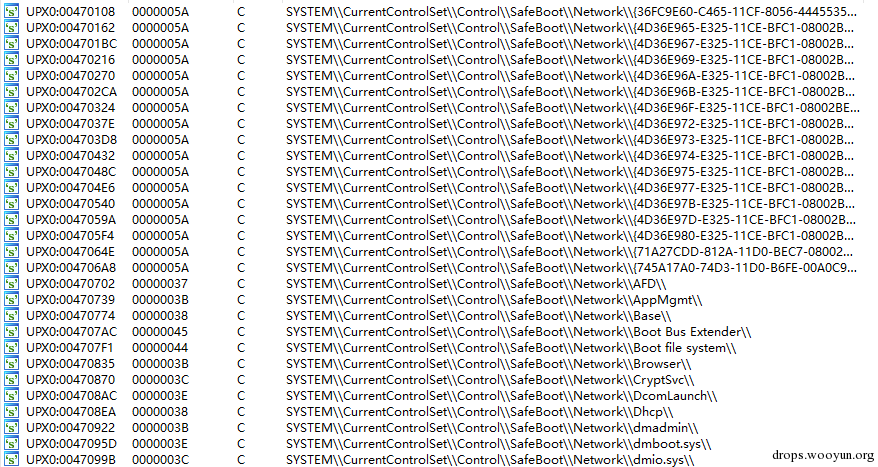 UPX0:00470108 0000005A C SYSTEM\\CurrentControlSet\\Control\\SafeBoot\\Network\\{36FC9E60-C465-11CF-8056-4445535...
UPX0:00470162 0000005A C SYSTEM\\CurrentControlSet\\Control\\SafeBoot\\Network\\{4D36E965-E325-11CE-BFC1-08002B...
UPX0:004701BC 0000005A C SYSTEM\\CurrentControlSet\\Control\\SafeBoot\\Network\\{4D36E967-E325-11CE-BFC1-08002B...
UPX0:00470216 0000005A C SYSTEM\\CurrentControlSet\\Control\\SafeBoot\\Network\\{4D36E969-E325-11CE-BFC1-08002B...
UPX0:00470270 0000005A C SYSTEM\\CurrentControlSet\\Control\\SafeBoot\\Network\\{4D36E96A-E325-11CE-BFC1-08002B...
UPX0:004702CA 0000005A C SYSTEM\\CurrentControlSet\\Control\\SafeBoot\\Network\\{4D36E96B-E325-11CE-BFC1-08002B...
UPX0:00470324 0000005A C SYSTEM\\CurrentControlSet\\Control\\SafeBoot\\Network\\{4D36E96F-E325-11CE-BFC1-08002BE...
UPX0:0047037E 0000005A C SYSTEM\\CurrentControlSet\\Control\\SafeBoot\\Network\\{4D36E972-E325-11CE-BFC1-08002B...
UPX0:004703D8 0000005A C SYSTEM\\CurrentControlSet\\Control\\SafeBoot\\Network\\{4D36E973-E325-11CE-BFC1-08002B...
UPX0:00470432 0000005A C SYSTEM\\CurrentControlSet\\Control\\SafeBoot\\Network\\{4D36E974-E325-11CE-BFC1-08002B...
UPX0:0047048C 0000005A C SYSTEM\\CurrentControlSet\\Control\\SafeBoot\\Network\\{4D36E975-E325-11CE-BFC1-08002B...
UPX0:004704E6 0000005A C SYSTEM\\CurrentControlSet\\Control\\SafeBoot\\Network\\{4D36E977-E325-11CE-BFC1-08002B...
UPX0:00470540 0000005A C SYSTEM\\CurrentControlSet\\Control\\SafeBoot\\Network\\{4D36E97B-E325-11CE-BFC1-08002B...
UPX0:0047059A 0000005A C SYSTEM\\CurrentControlSet\\Control\\SafeBoot\\Network\\{4D36E97D-E325-11CE-BFC1-08002B...
UPX0:004705F4 0000005A C SYSTEM\\CurrentControlSet\\Control\\SafeBoot\\Network\\{4D36E980-E325-11CE-BFC1-08002B...
UPX0:0047064E 0000005A C SYSTEM\\CurrentControlSet\\Control\\SafeBoot\\Network\\{71A27CDD-812A-11D0-BEC7-08002...
UPX0:004706A8 0000005A C SYSTEM\\CurrentControlSet\\Control\\SafeBoot\\Network\\{745A17A0-74D3-11D0-B6FE-00A0C9...
UPX0:00470702 00000037 C SYSTEM\\CurrentControlSet\\Control\\SafeBoot\\Network\\AFD\\
UPX0:00470739 0000003B C SYSTEM\\CurrentControlSet\\Control\\SafeBoot\\Network\\AppMgmt\\
UPX0:00470774 00000038 C SYSTEM\\CurrentControlSet\\Control\\SafeBoot\\Network\\Base\\
UPX0:004707AC 00000045 C SYSTEM\\CurrentControlSet\\Control\\SafeBoot\\Network\\Boot Bus Extender\\
UPX0:004707F1 00000044 C SYSTEM\\CurrentControlSet\\Control\\SafeBoot\\Network\\Boot file system\\
UPX0:00470835 0000003B C SYSTEM\\CurrentControlSet\\Control\\SafeBoot\\Network\\Browser\\
UPX0:00470870 0000003C C SYSTEM\\CurrentControlSet\\Control\\SafeBoot\\Network\\CryptSvc\\
UPX0:004708AC 0000003E C SYSTEM\\CurrentControlSet\\Control\\SafeBoot\\Network\\DcomLaunch\\
UPX0:004708EA 00000038 C SYSTEM\\CurrentControlSet\\Control\\SafeBoot\\Network\\Dhcp\\
UPX0:00470922 0000003B C SYSTEM\\CurrentControlSet\\Control\\SafeBoot\\Network\\dmadmin\\
UPX0:0047095D 0000003E C SYSTEM\\CurrentControlSet\\Control\\SafeBoot\\Network\\dmboot.sys\\
UPX0:0047099B 0000003C C SYSTEM\\CurrentControlSet\\Control\\SafeBoot\\Network\\dmio.sys\\
drops.wooyun.org